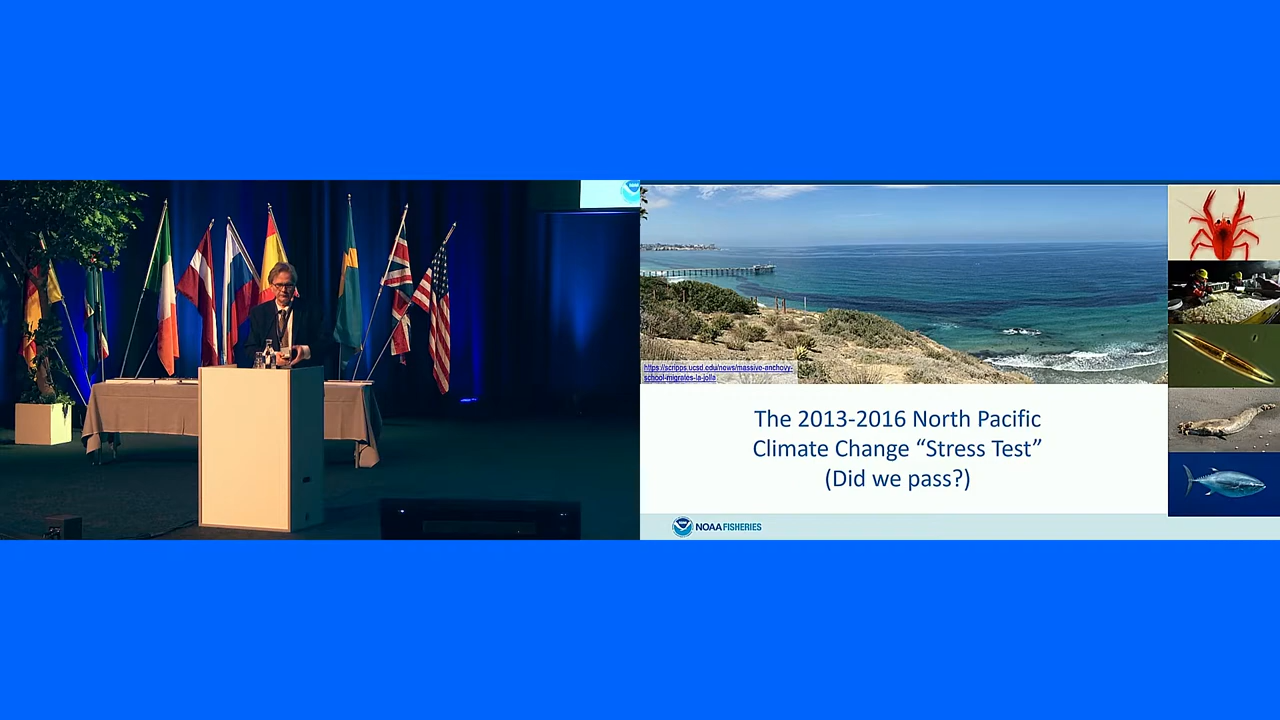 https://scripps.ucsd.edu/news/massive-anchovy-
school-migrates-la-jolla
The 2013-2016 North Pacific
Climate Change “Stress Test”
(Did we pass?)
NOAA FISHERIES